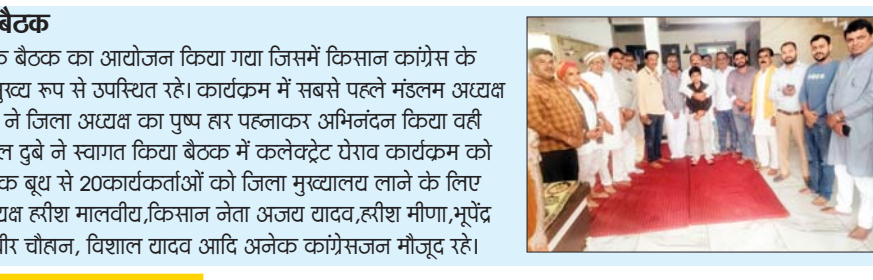 बैठक
बैठक का आयोजन किया गया जिसमें किसान कांग्रेस के
मुख्य रूप से उपस्थित रहे। कार्यक्रम में सबसे पहले मंडलम अध्यक्ष
ने जिला अध्यक्ष का पुष्प हार पहनाकर अभिनंदन किया वही
दुबे ने स्वागत किया बैठक में कलेक्ट्रेट घेराव कार्यक्रम को
बूथ से 20कार्यकर्ताओं को जिला मुख्यालय लाने के लिए
हरीश मालवीय,किसान नेता अजय यादव,हरीश मीणा,भूपेंद्र
चौहान, विशाल यादव आदि अनेक कांग्रेसजन मौजूद रहे।